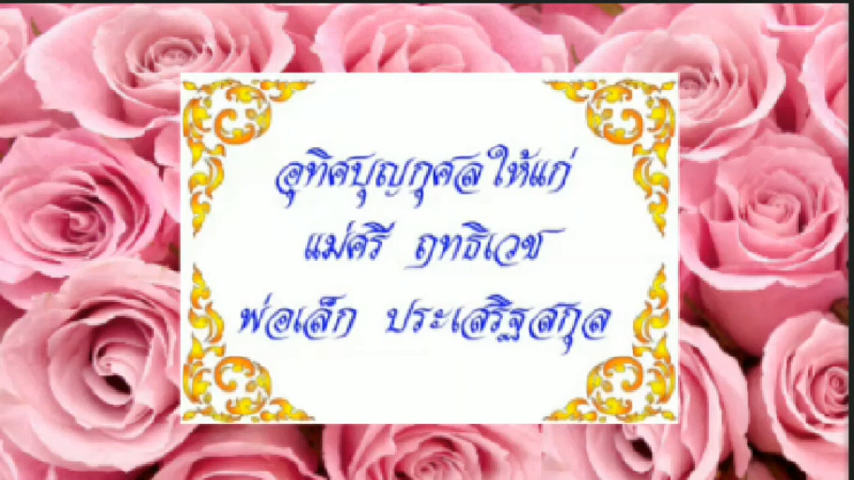 อุทิศบุญกุศลให้แก่
แม่ศรี ฤทธิเวช
พ่อเล็ก ประเสริฐสกุล